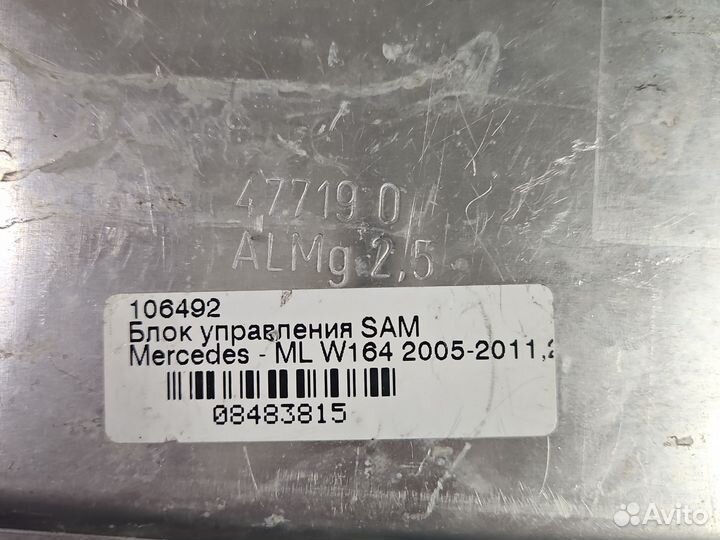 47719 0
ALMg 2,5
106492
Блок управления SAM
Mercedes - ML W164 2005-2011,2
08483815
Avito